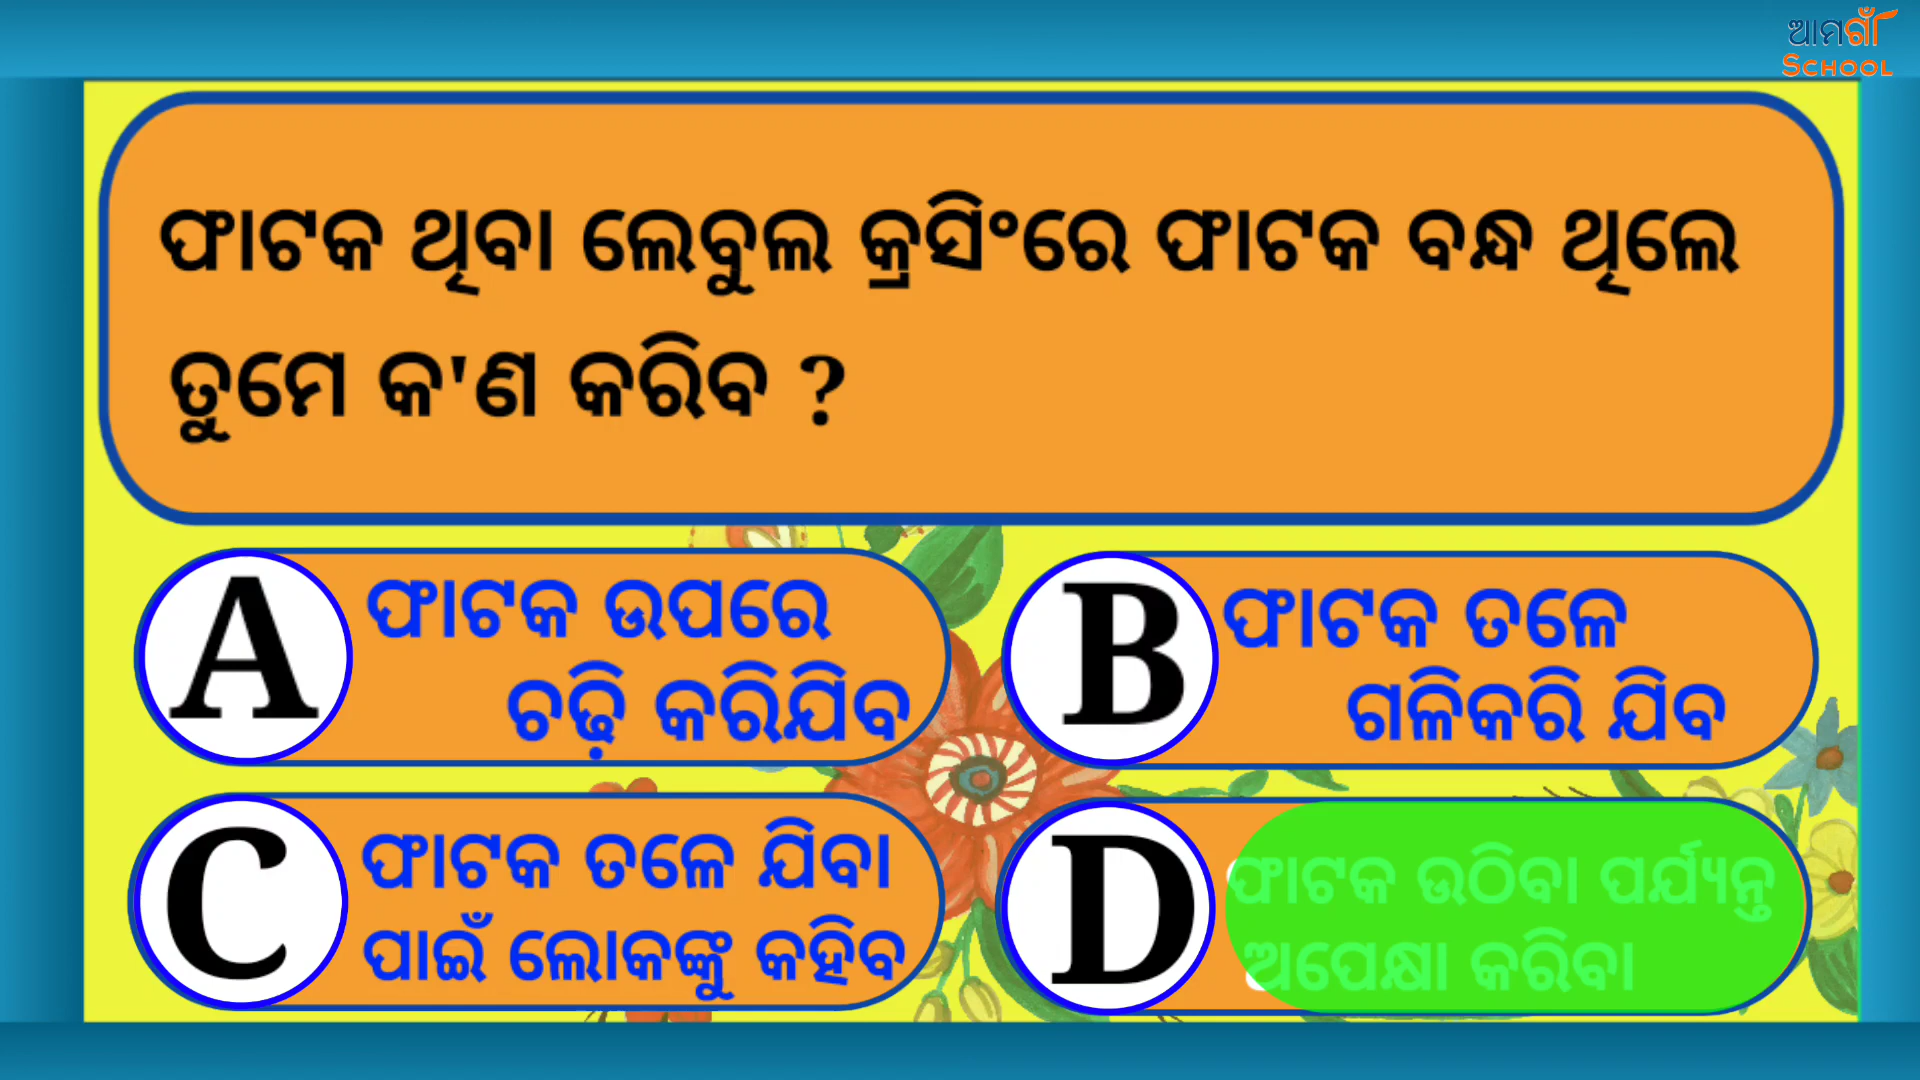 ଆମଗାଁ
SCHOOL
ଫାଟକ ଥିବା ଲେବୁଲ କ୍ରସିଂରେ ଫାଟକ ବନ୍ଧ ଥିଲେ
ତୁମେ କ'ଣ କରିବ ?
A ଫାଟକ ଉପରେ
ଚଢ଼ି କରିଯିବ
B ଫାଟକ ତଳେ
ଗଳିକରି ଯିବ
C ଫାଟକ ତଳେ ଯିବା
ପାଇଁ ଲୋକଙ୍କୁ କହିବ
D ଫାଟକ ଉଠିବା ପର୍ଯ୍ୟନ୍ତ
ଅପେକ୍ଷା କରିବା